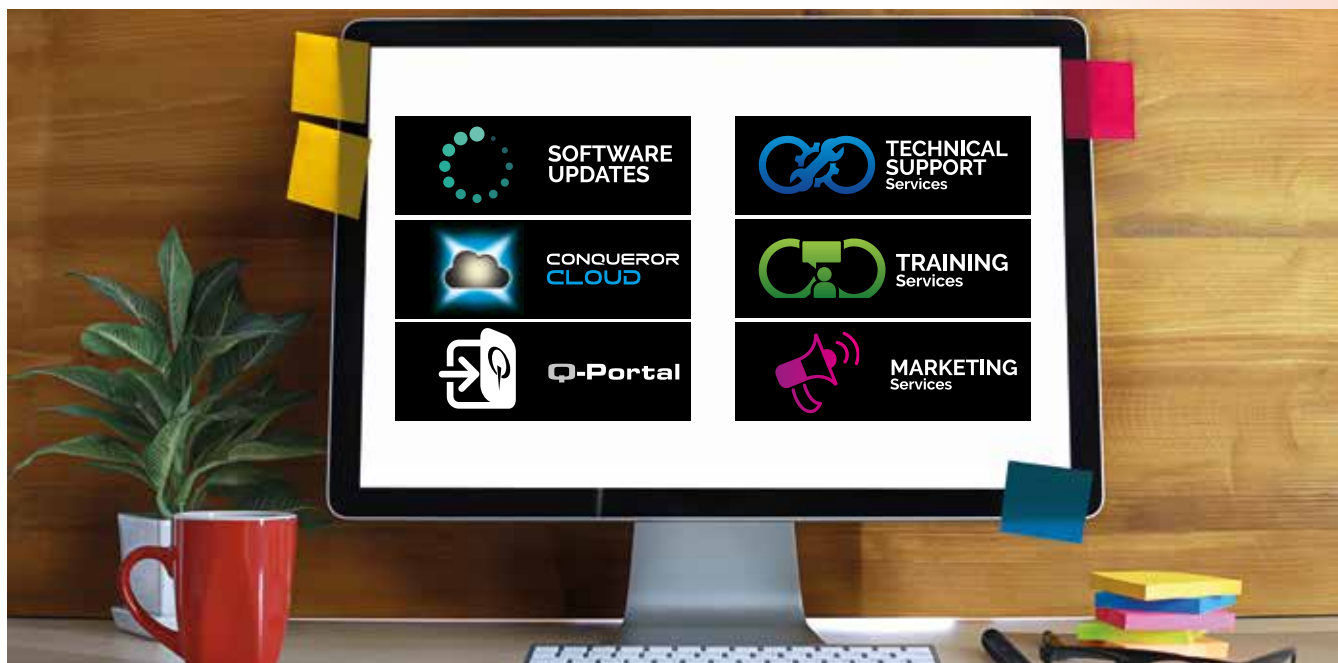 SOFTWARE
UPDATES
CONQUEROR
CLOUD
Q-Portal
TECHNICAL
SUPPORT
Services
TRAINING
Services
MARKETING
Services